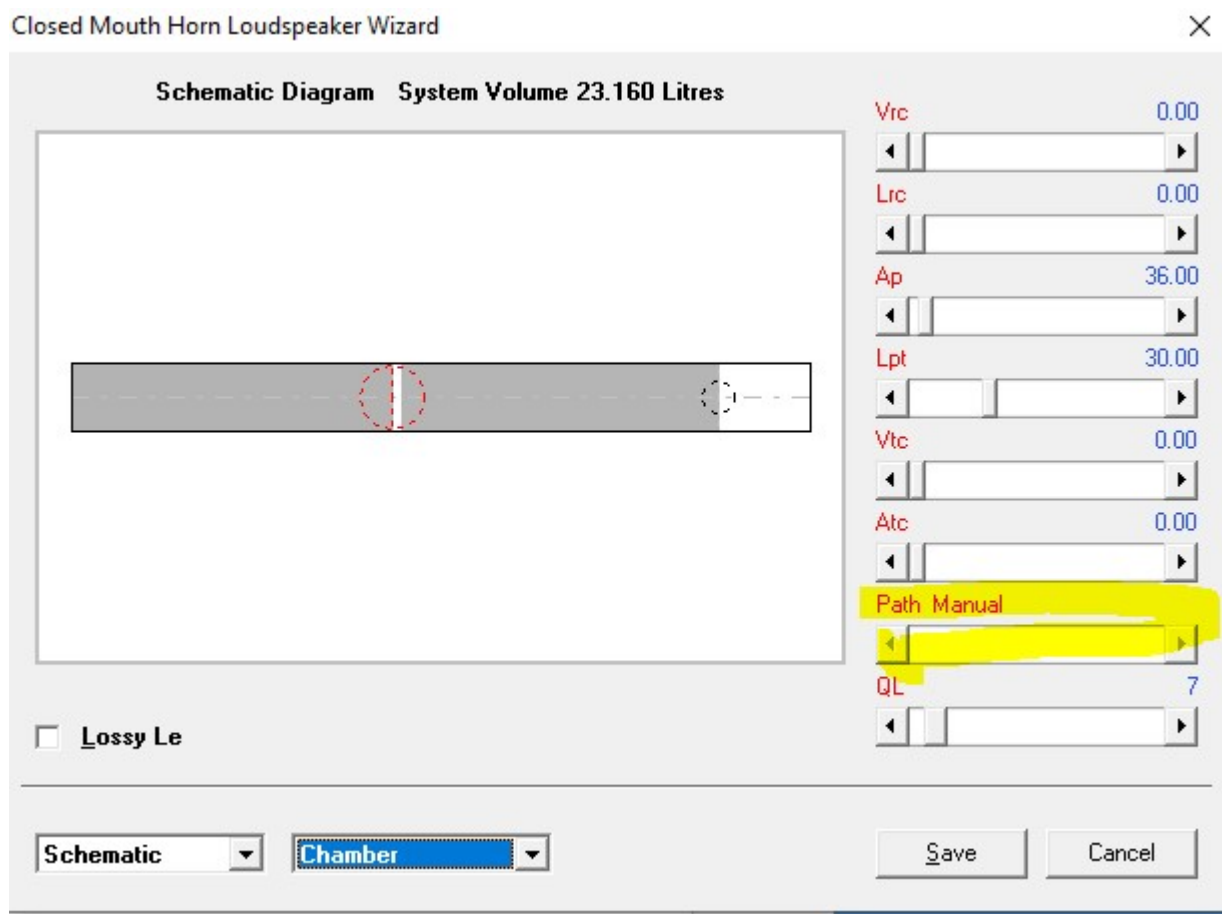 Closed Mouth Horn Loudspeaker Wizard
Schematic Diagram System Volume 23.160 Litres
Vrc 0.00
Lrc 0.00
Ap 36.00
Lpt 30.00
Vtc 0.00
Atc 0.00
Path Manual
QL 7
Lossy Le
Schematic
Chamber
Save
Cancel